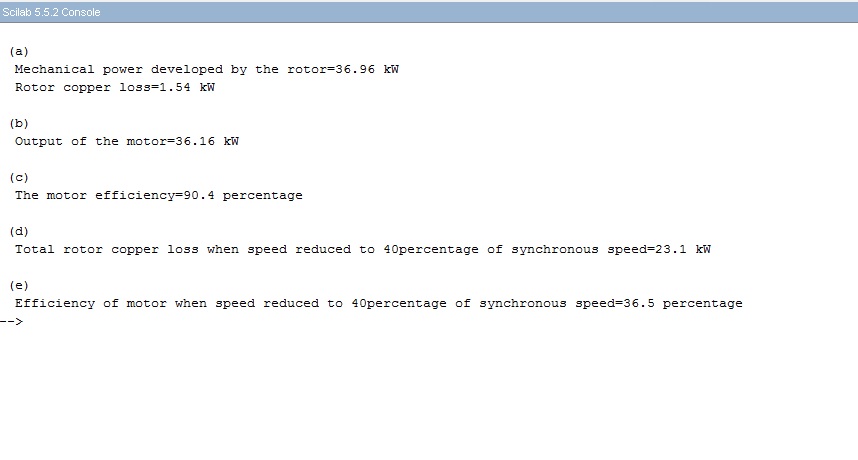 Scilab 5.5.2 Console
(a)
Mechanical power developed by the rotor=36.96 kW
Rotor copper loss=1.54 kW
(b)
Output of the motor=36.16 kW
(c)
The motor efficiency=90.4 percentage
(d)
Total rotor copper loss when speed reduced to 40percentage of synchronous speed=23.1 kW
(e)
Efficiency of motor when speed reduced to 40percentage of synchronous speed=36.5 percentage
-->